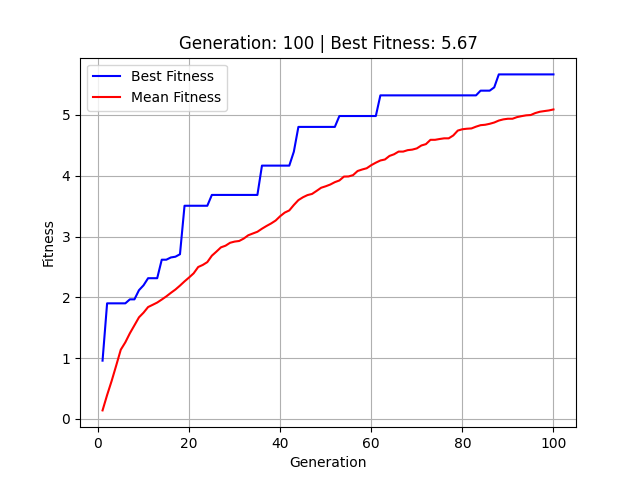 Generation: 100 | Best Fitness: 5.67
Best Fitness
Mean Fitness
Fitness
5
4
3
2
1
0
0 20 40 60 80 100
Generation